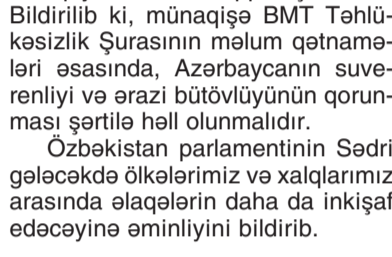 Bildirilib ki, münaqişə BMT Təhlü-
kəsizlik Şurasının məlum qətnamə-
ləri əsasında, Azərbaycanın suve-
renliyi və ərazi bütövlüyünün qorun-
ması şərtilə həll olunmalıdır.
Özbəkistan parlamentinin Sədri
gələcəkdə ölkələrimiz və xalqlarımız
arasında əlaqələrin daha da inkişaf
edəcəyinə əminliyini bildirib.